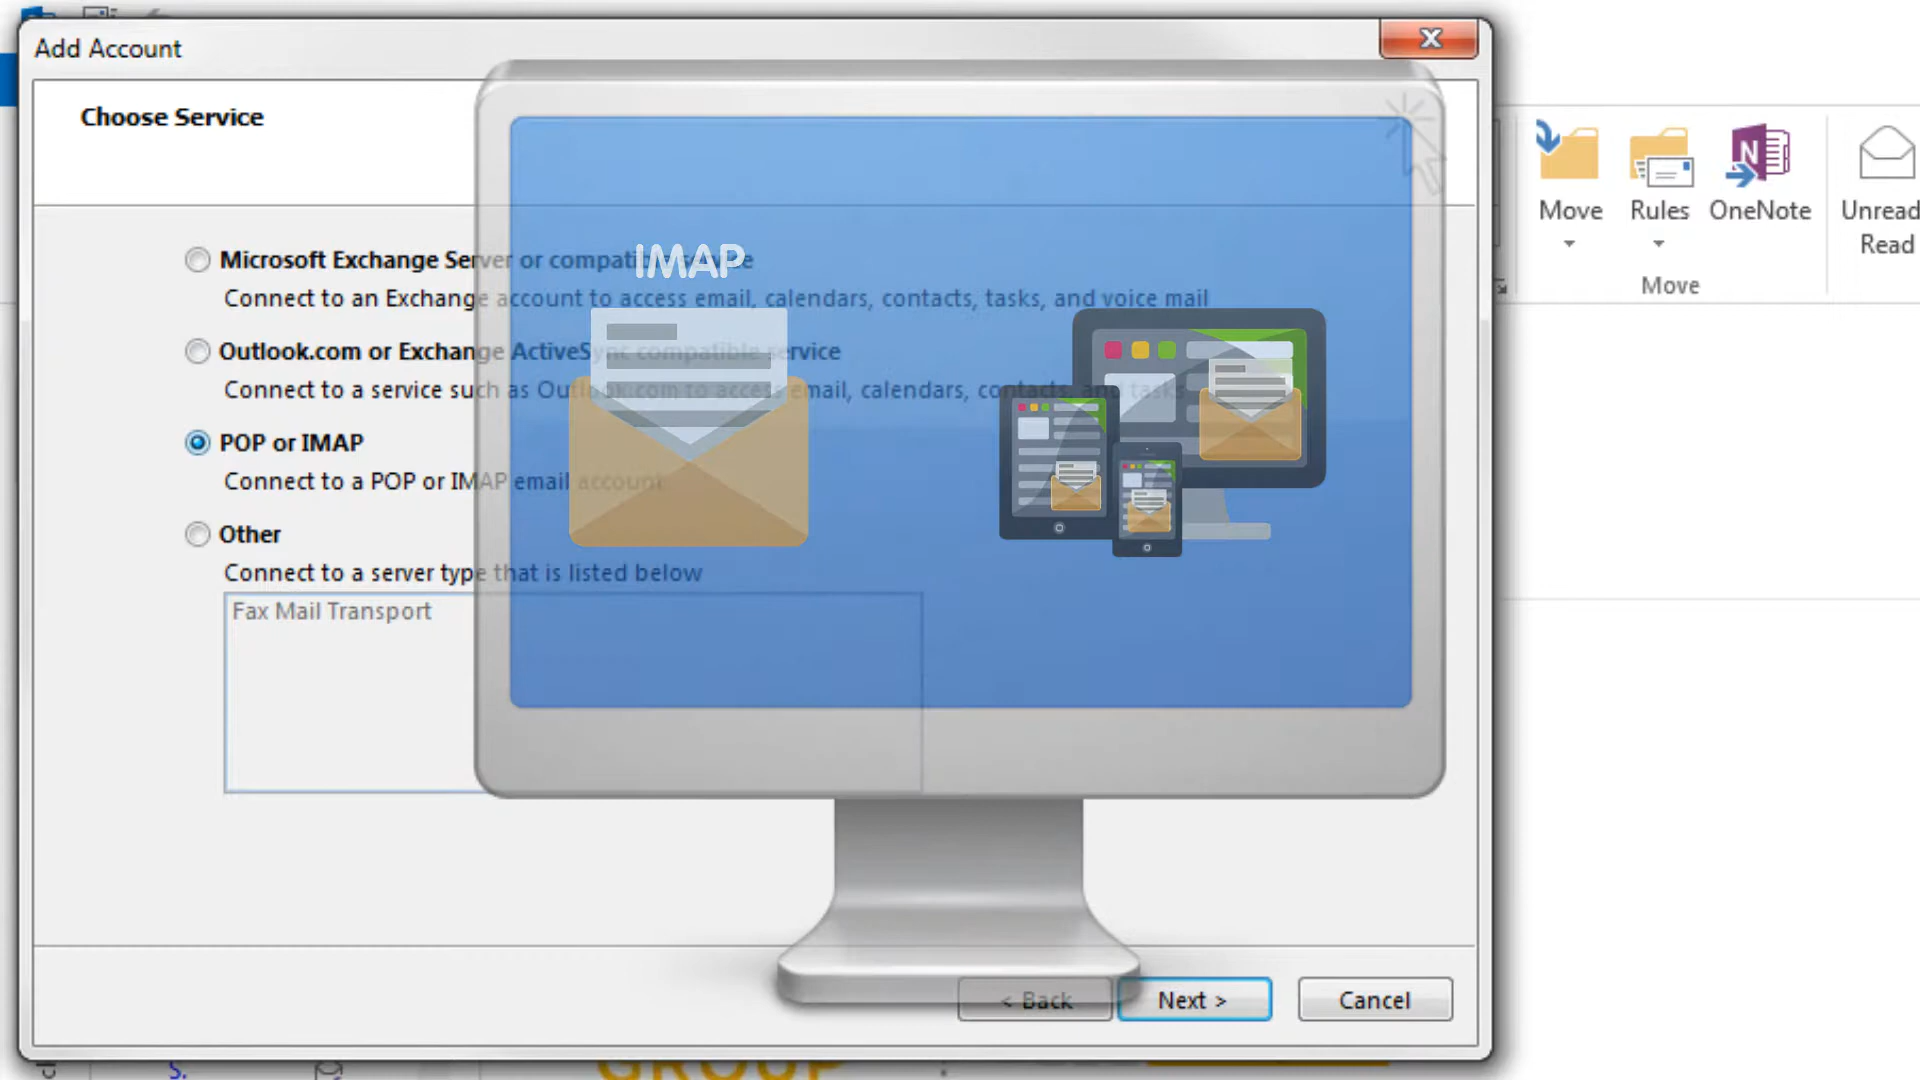 Add Account
Choose Service
Microsoft Exchange Server or compatible service
IMAP
Connect to an Exchange account to access email, calendars, contacts, tasks, and voice mail
Outlook.com or Exchange ActiveSync compatible service
Connect to a service such as Outlook.com to access email, calendars, contacts, and tasks
POP or IMAP
Connect to a POP or IMAP email account
Other
Connect to a server type that is listed below
Fax Mail Transport
< Back
Next >
Cancel
Move
Rules
OneNote
Unread
Read
Move
GROUP